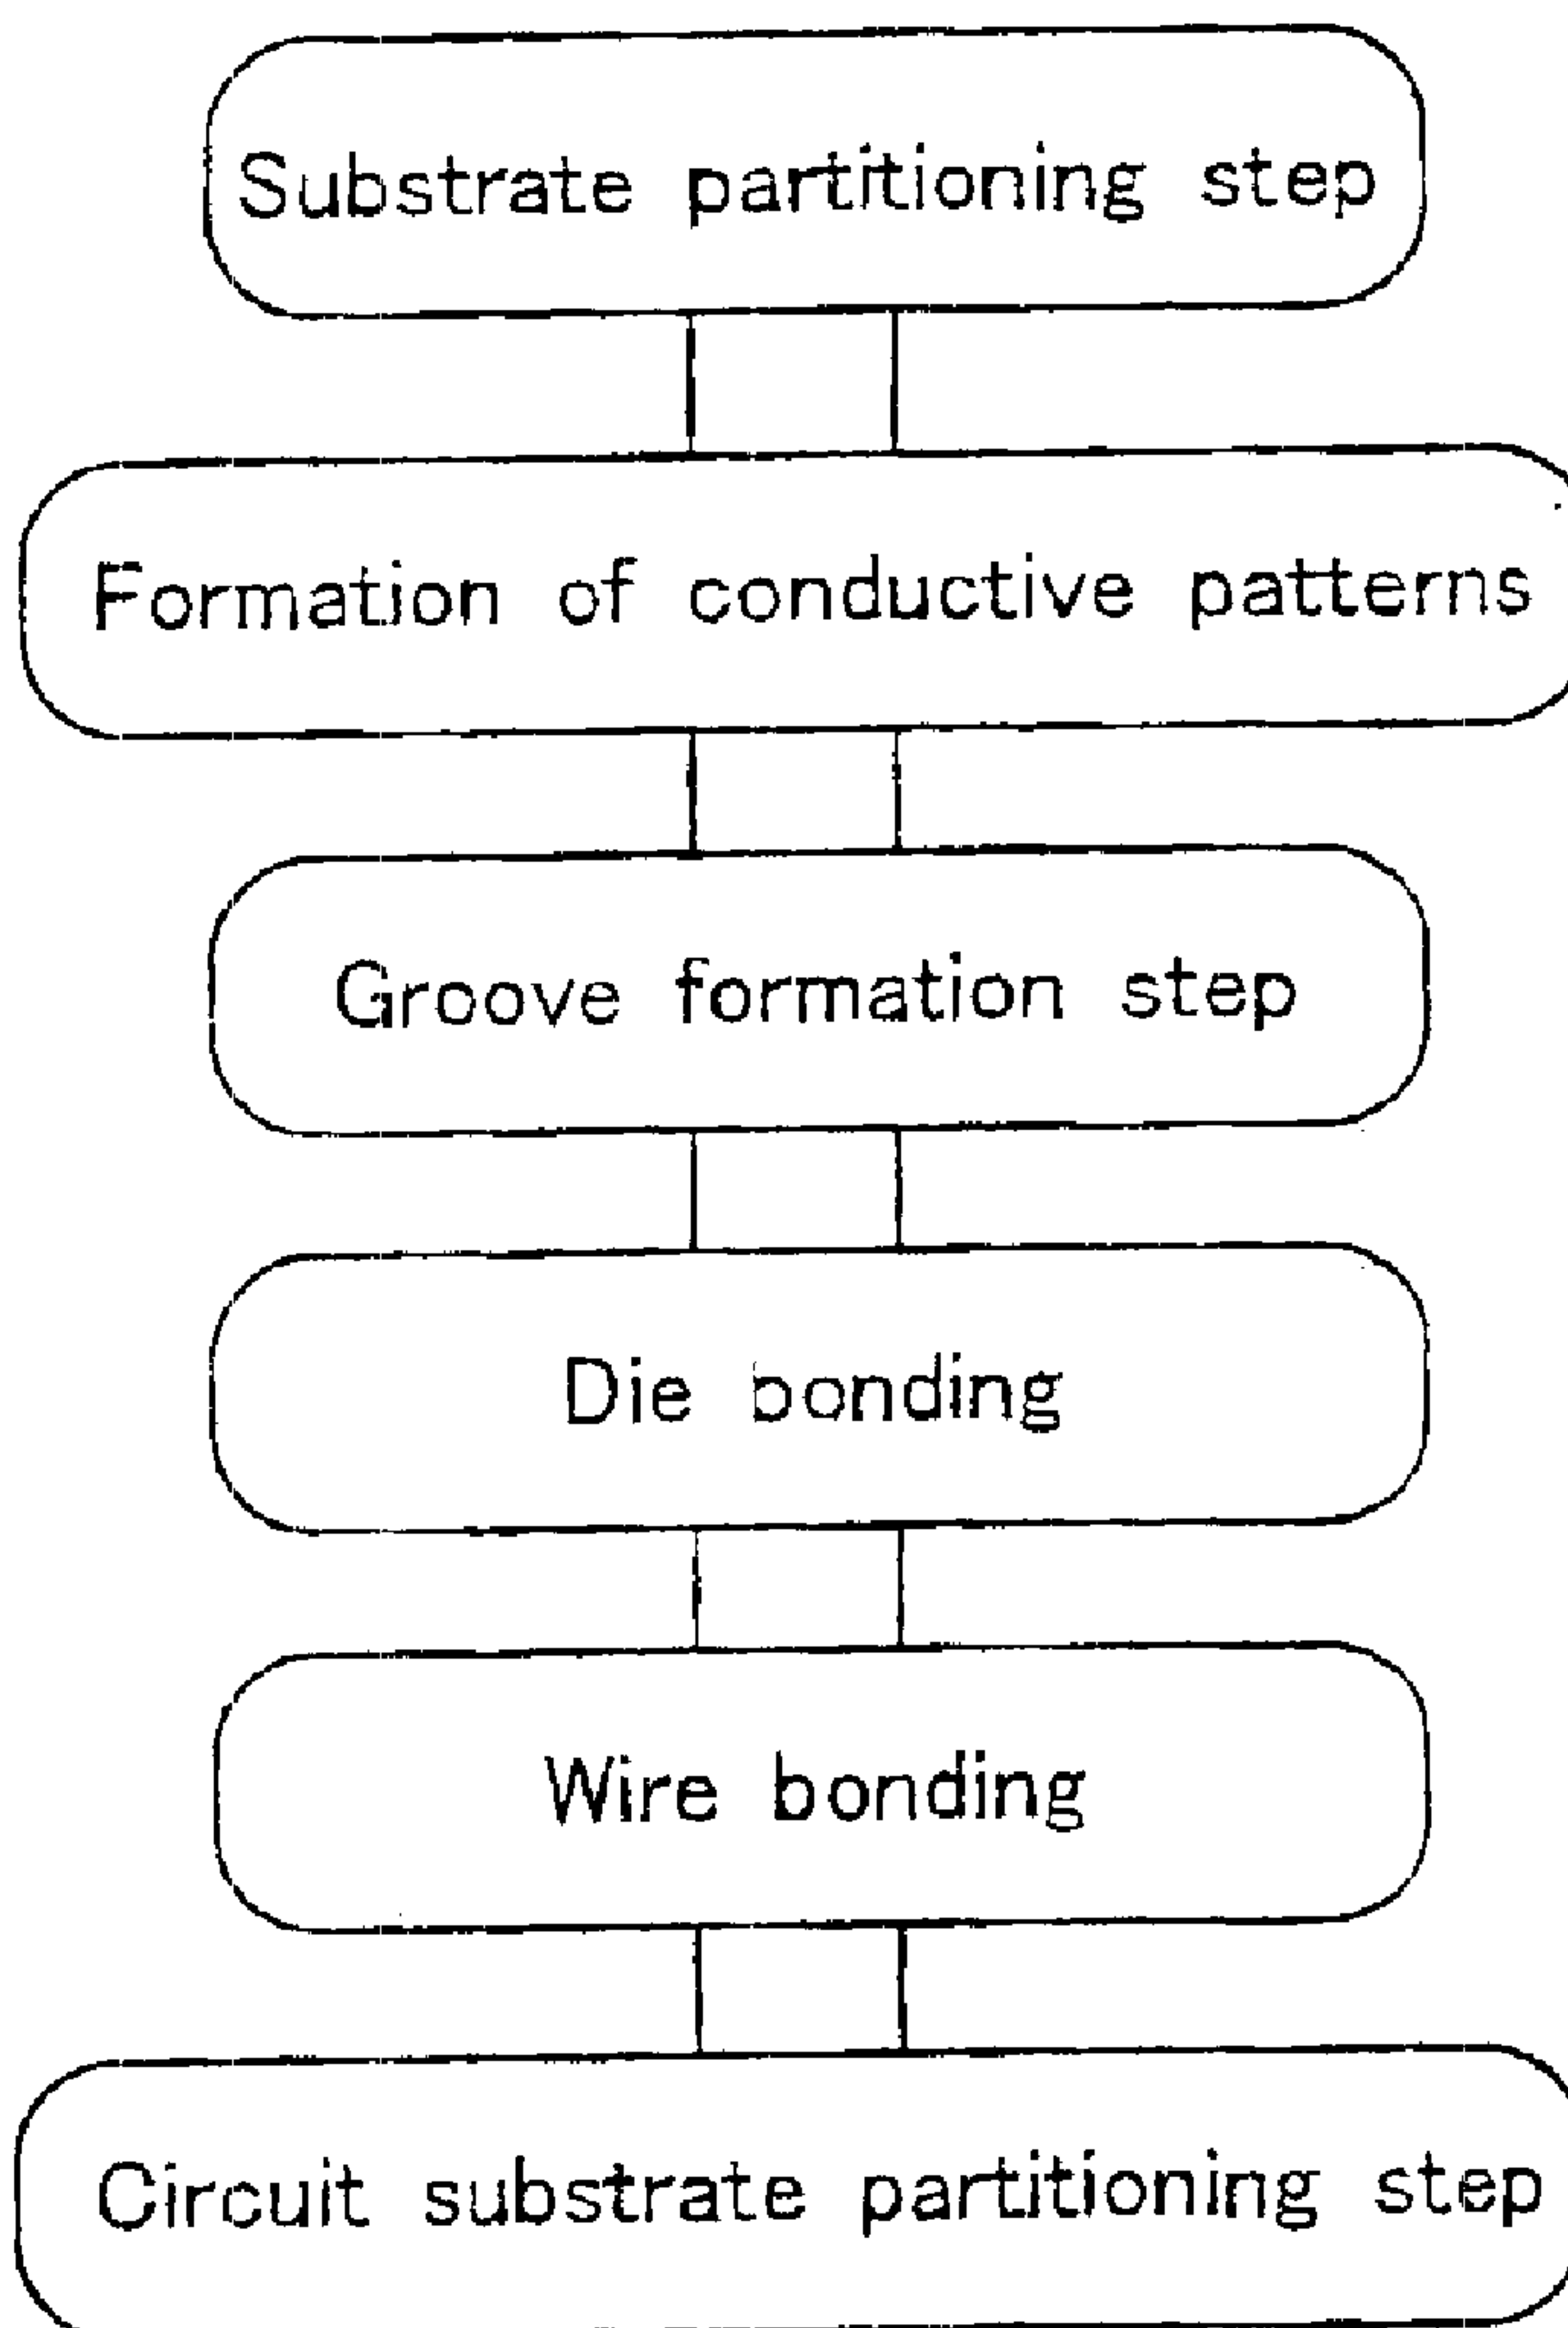 Substrate partitioning step
Formation of conductive patterns
Groove formation step
Die bonding
Wire bonding
Circuit substrate partitioning step